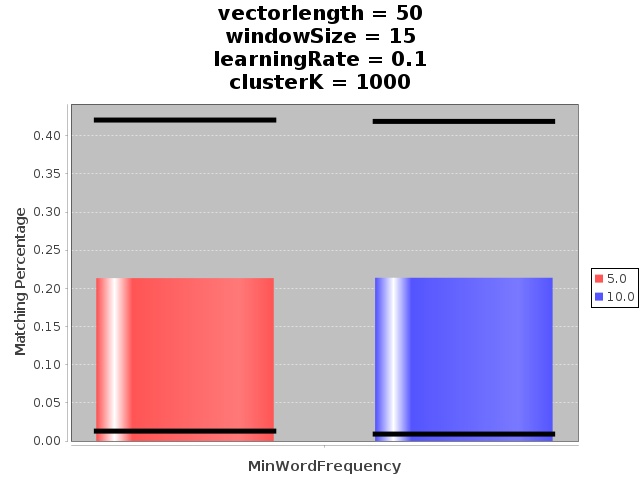 vectorlength = 50
windowSize = 15
learningRate = 0.1
clusterK = 1000
Matching Percentage
0.40
0.35
0.30
0.25
0.20
0.15
0.10
0.05
0.00
MinWordFrequency
5.0
10.0